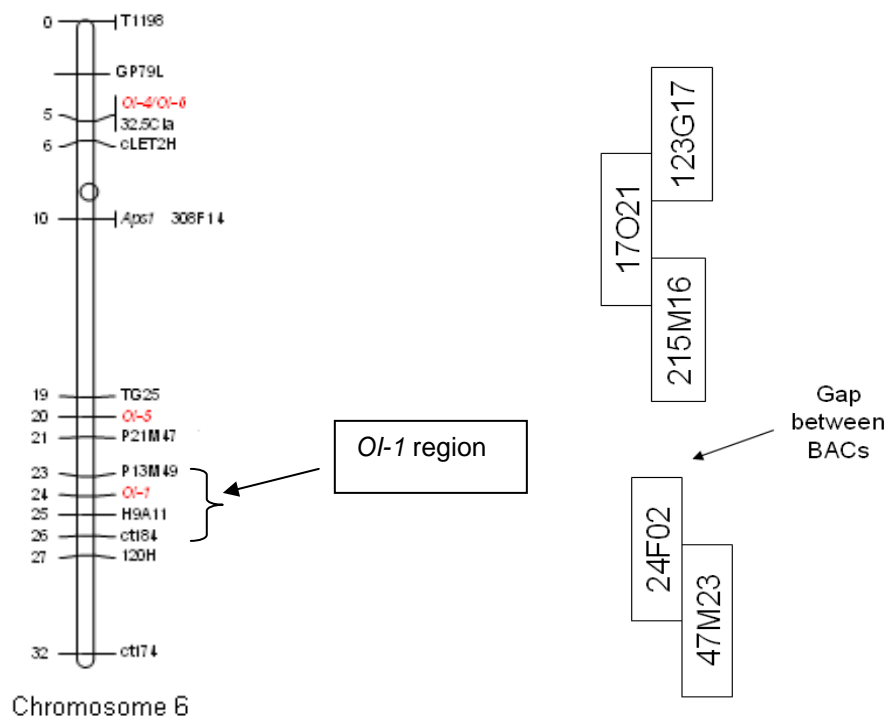 0 T1198
GP79L
Ol-4/Ol-6
5
32.5Cla
6 cLET2H
10 Aps1 308F14
19 TG25
20 Ol-5
21 P21M47
23 P13M49
24 Ol-1
25 H9A11
26 cti84
27 120H
32 cti74
Chromosome 6
Ol-1 region
123G17
17O21
215M16
Gap
between
BACs
24F02
47M23